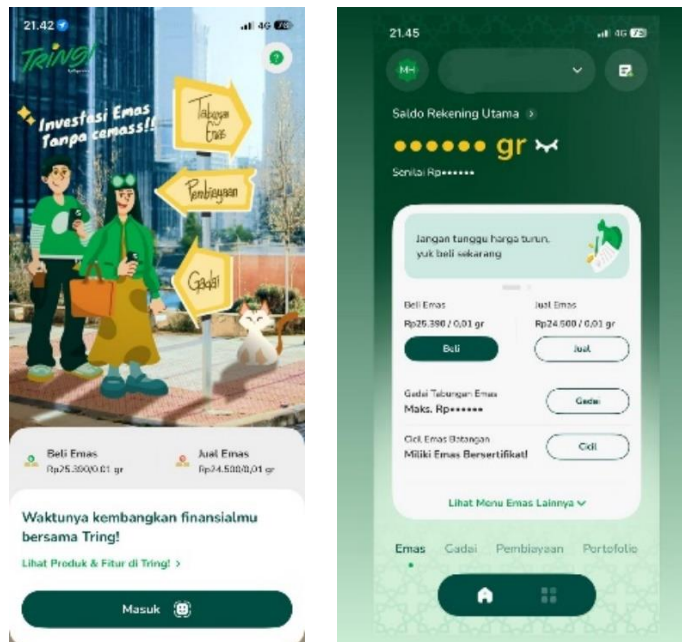 21.42
4G
TRING!
Investasi Emas
Tanpa cemass!!
Tabungan
Emas
Pembiayaan
Gadai
Beli Emas
Rp25.390/0,01 gr
Jual Emas
Rp24.500/0,01 gr
Waktunya kembangkan finansialmu
bersama Tring!
Lihat Produk & Fitur di Tring! >
Masuk
21.45
4G
MH
Saldo Rekening Utama >
•••••• gr
Senilai Rp••••••
Jangan tunggu harga turun,
yuk beli sekarang
Beli Emas
Jual Emas
Rp25.390 / 0,01 gr
Rp24.500 / 0,01 gr
Beli
Jual
Gadai Tabungan Emas
Maks. Rp••••••
Gadai
Cicil Emas Batangan
Miliki Emas Bersertifikat!
Cicil
Lihat Menu Emas Lainnya
Emas
Gadai
Pembiayaan
Portofolio